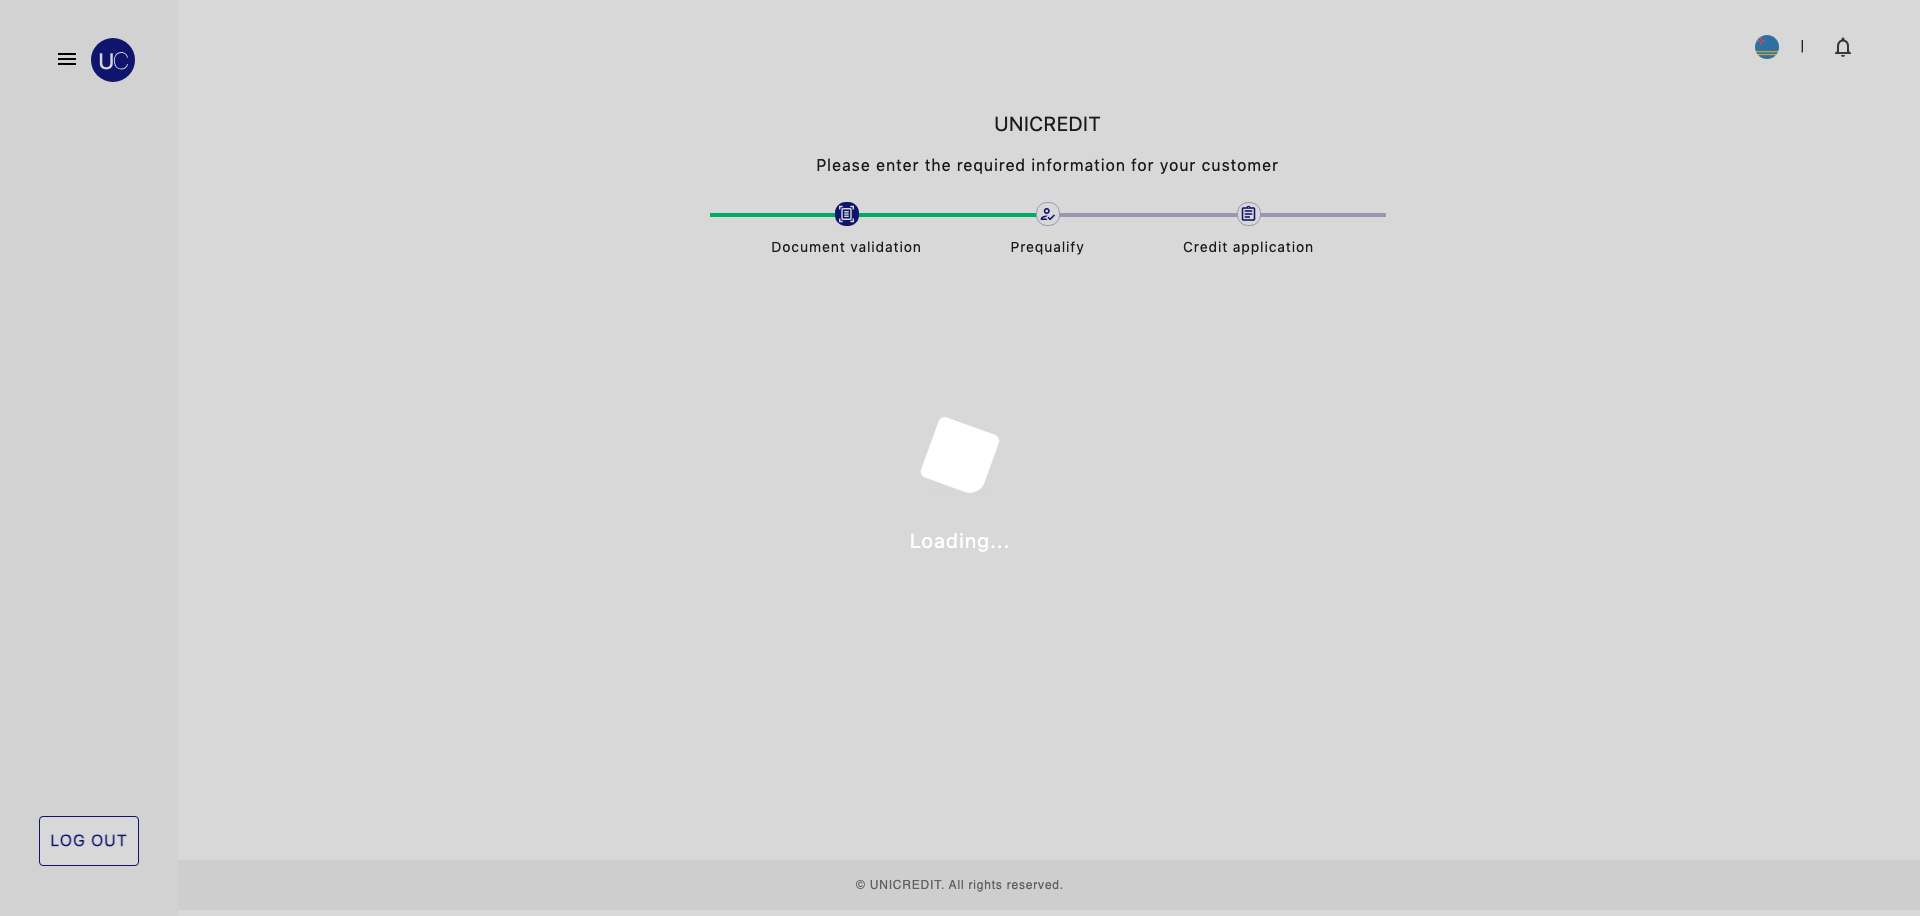 UC
UNICREDIT
Please enter the required information for your customer
Document validation
Prequalify
Credit application
Loading...
LOG OUT
© UNICREDIT. All rights reserved.